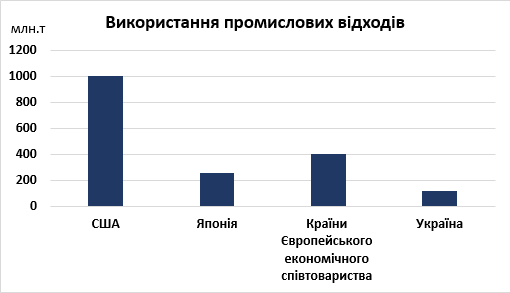 Використання промислових відходів
млн.т
1200
1000
800
600
400
200
0
США
Японія
Країни
Європейського
економічного
співтовариства
Україна